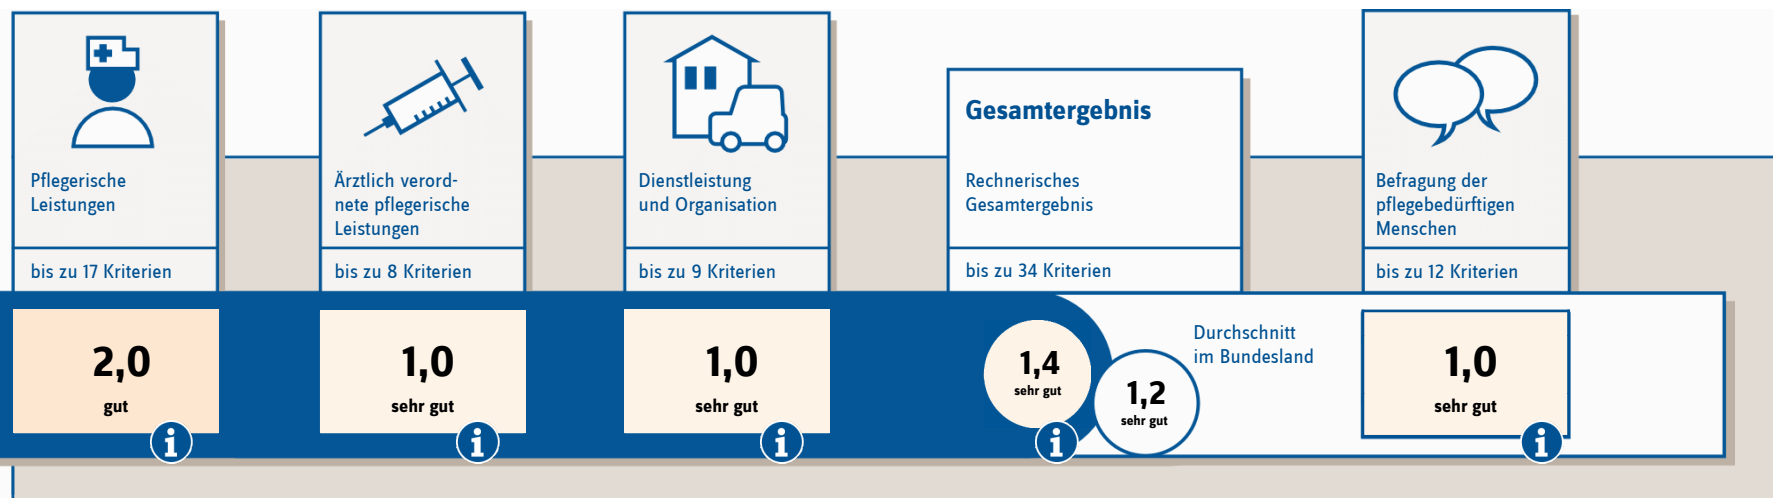 Pflegerische
Leistungen
bis zu 17 Kriterien
2,0
gut
i
Ärztlich verord-
nete pflegerische
Leistungen
bis zu 8 Kriterien
1,0
sehr gut
i
Dienstleistung
und Organisation
bis zu 9 Kriterien
1,0
sehr gut
i
Gesamtergebnis
Rechnerisches
Gesamtergebnis
bis zu 34 Kriterien
1,4
sehr gut
i
1,2
sehr gut
Durchschnitt
im Bundesland
Befragung der
pflegebedürftigen
Menschen
bis zu 12 Kriterien
1,0
sehr gut
i